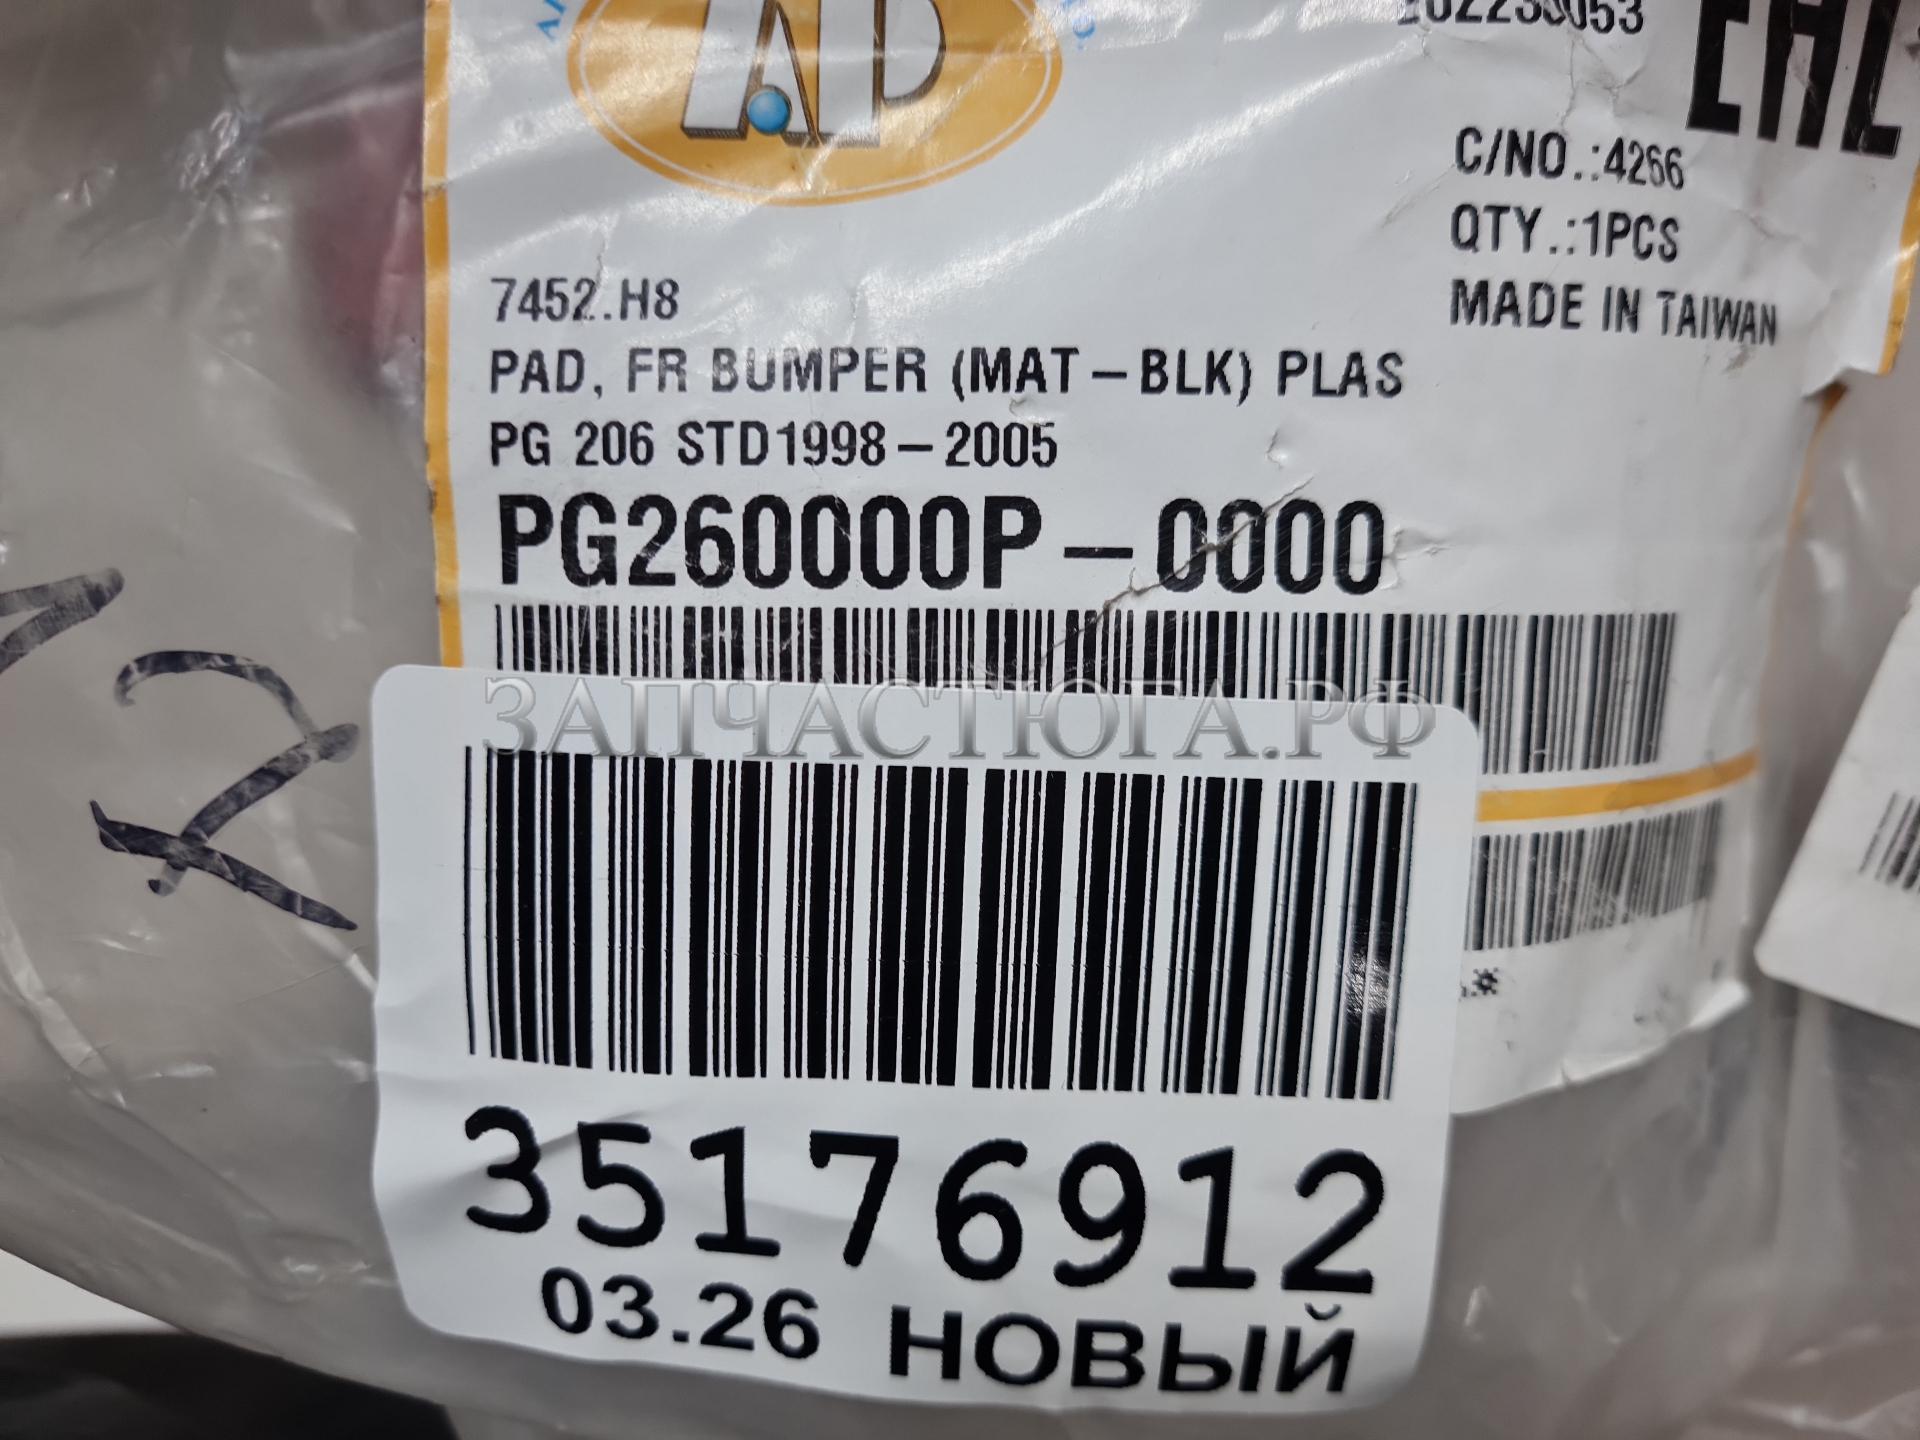 AP
C/NO.:4266
QTY.:1PCS
MADE IN TAIWAN
7452.H8
PAD, FR BUMPER (MAT-BLK) PLAS
PG 206 STD1998-2005
PG260000P-0000
ЗАПЧАСТЮГА.РФ
35176912
03.26 НОВЫЙ